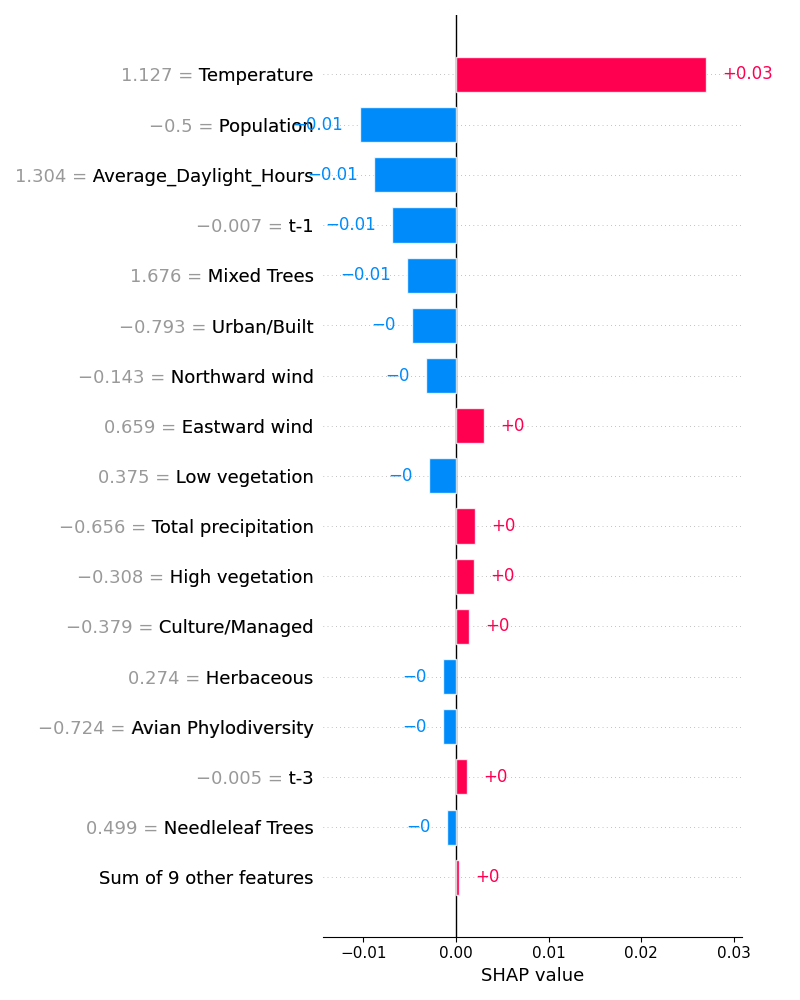 1.127 = Temperature +0.03
−0.5 = Population −0.01
1.304 = Average_Daylight_Hours −0.01
−0.007 = t-1 −0.01
1.676 = Mixed Trees −0.01
−0.793 = Urban/Built −0
−0.143 = Northward wind −0
0.659 = Eastward wind +0
0.375 = Low vegetation −0
−0.656 = Total precipitation +0
−0.308 = High vegetation +0
−0.379 = Culture/Managed +0
0.274 = Herbaceous −0
−0.724 = Avian Phylodiversity −0
−0.005 = t-3 +0
0.499 = Needleleaf Trees −0
Sum of 9 other features +0
−0.01 0.00 0.01 0.02 0.03
SHAP value